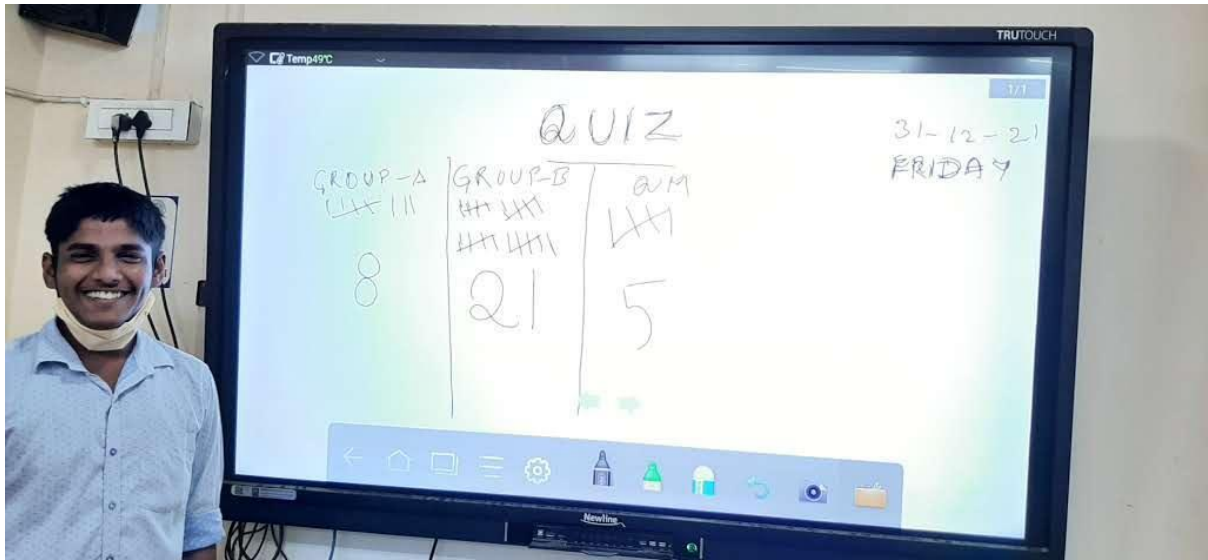 TRUTOUCH
Temp49°C
1/1
QUIZ
31-12-21
FRIDAY
GROUP-A GROUP-B QM
8 21 5
Newline